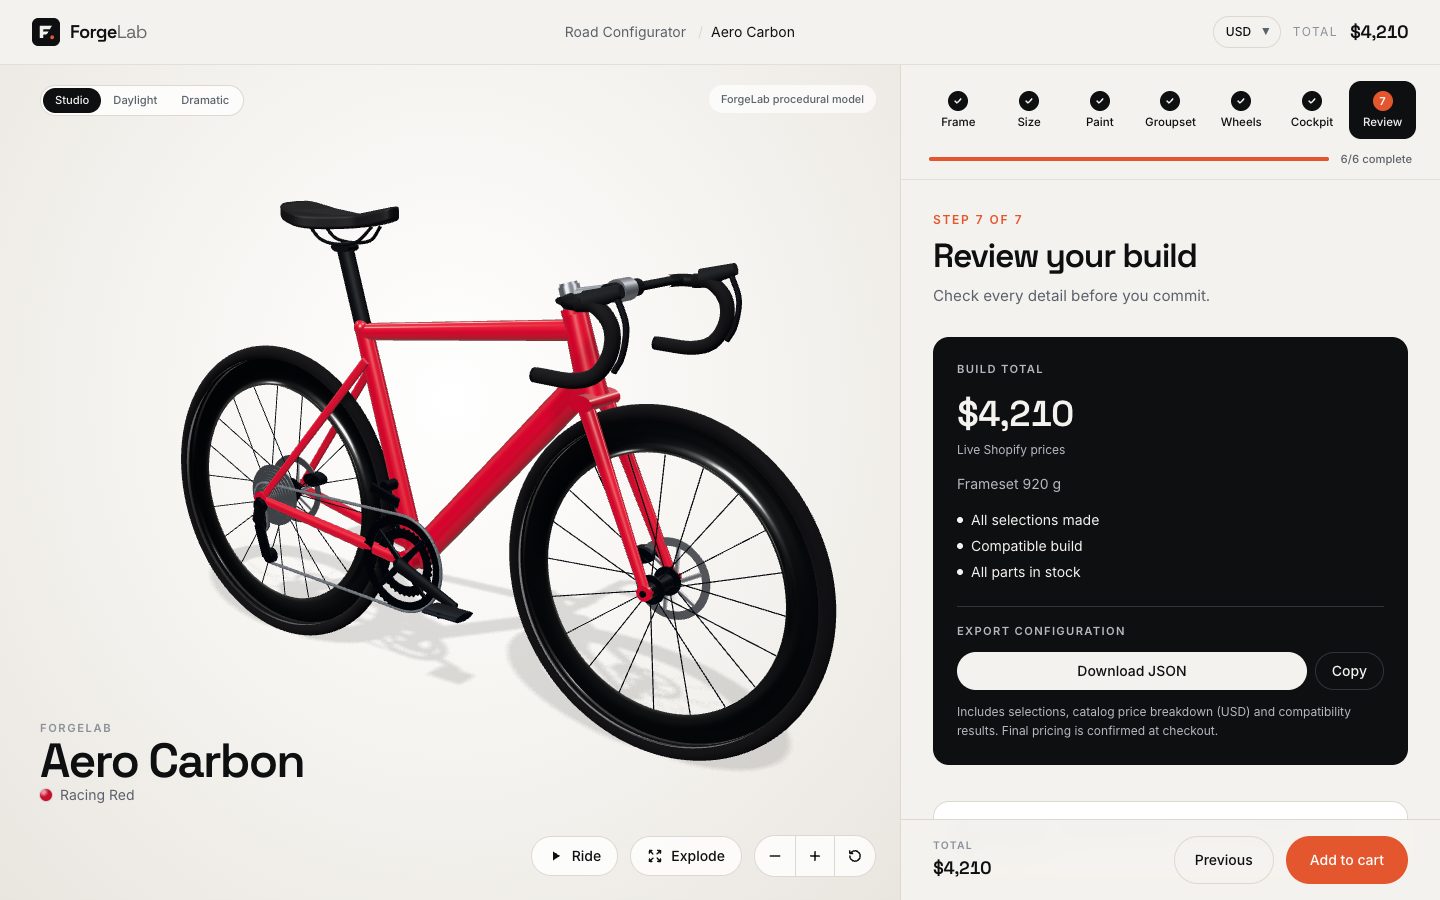 F.
ForgeLab
Road Configurator / Aero Carbon
USD ▼
TOTAL $4,210
Studio Daylight Dramatic
ForgeLab procedural model
FORGELAB
Aero Carbon
Racing Red
Ride
Explode
Frame
Size
Paint
Groupset
Wheels
Cockpit
7
Review
6/6 complete
STEP 7 OF 7
Review your build
Check every detail before you commit.
BUILD TOTAL
$4,210
Live Shopify prices
Frameset 920 g
All selections made
Compatible build
All parts in stock
EXPORT CONFIGURATION
Download JSON
Copy
Includes selections, catalog price breakdown (USD) and compatibility
results. Final pricing is confirmed at checkout.
TOTAL
$4,210
Previous
Add to cart